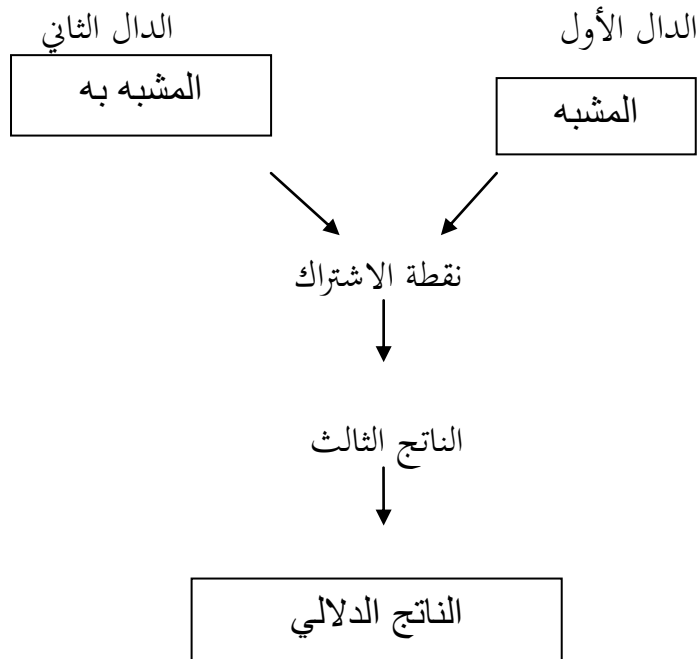 الدال الأول
الدال الثاني
المشبه
المشبه به
نقطة الاشتراك
الناتج الثالث
الناتج الدلالي